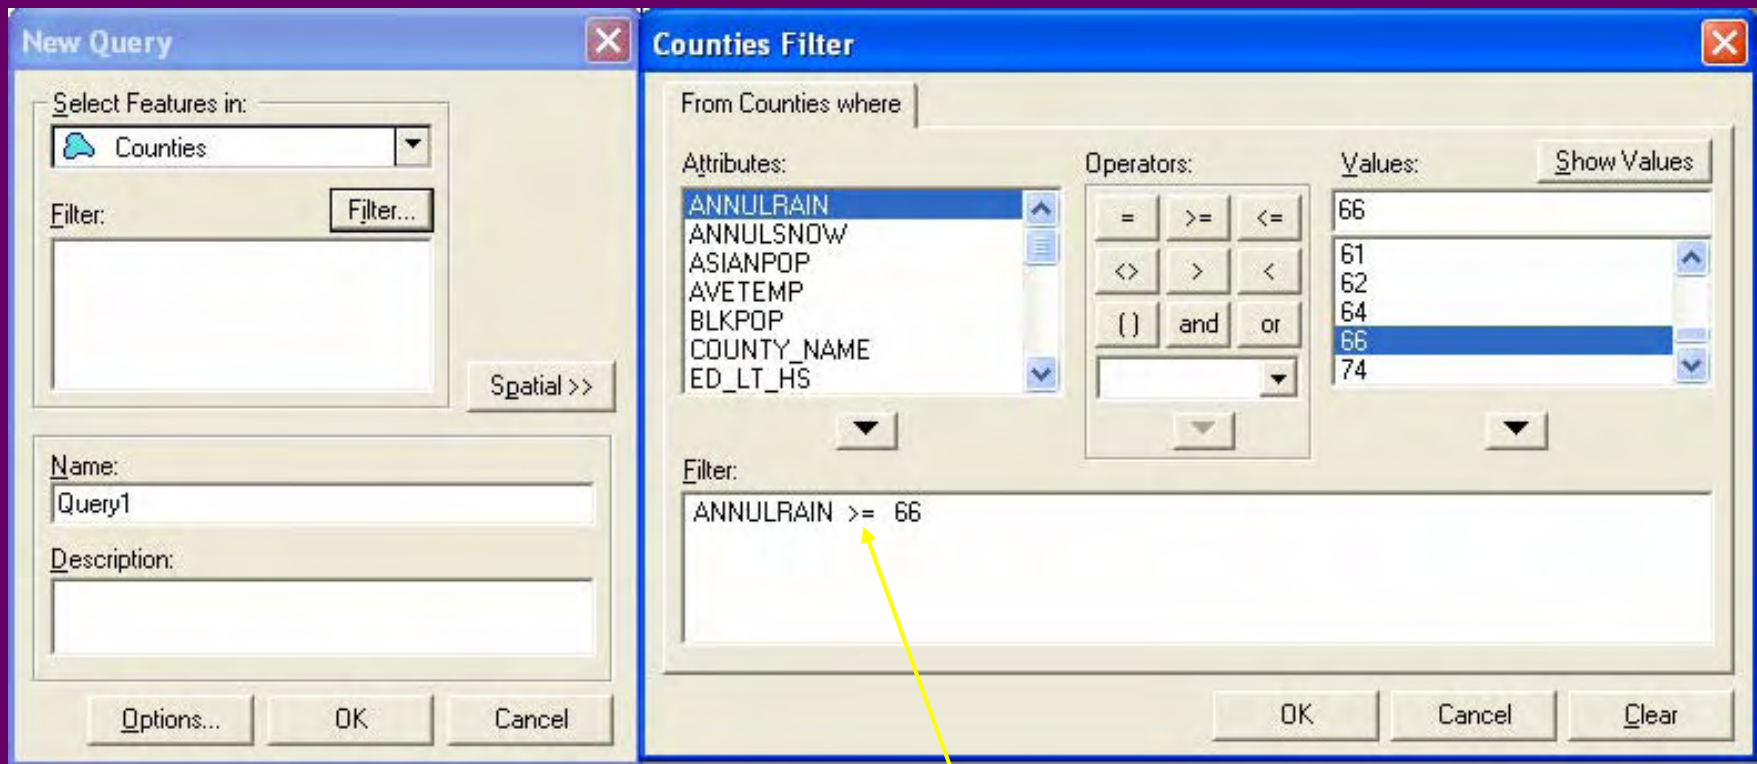 New Query
Select Features in:
Counties
Filter:
Filter...
Spatial >>
Name:
Query1
Description:
Options...
OK
Cancel
Counties Filter
From Counties where
Attributes:
ANNULRAIN
ANNULSNOW
ASIANPOP
AVETEMP
BLKPOP
COUNTY_NAME
ED_LT_HS
Operators:
= >= <=
<> > <
() and or
Values:
Show Values
66
61
62
64
66
74
Filter:
ANNULRAIN >= 66
OK
Cancel
Clear